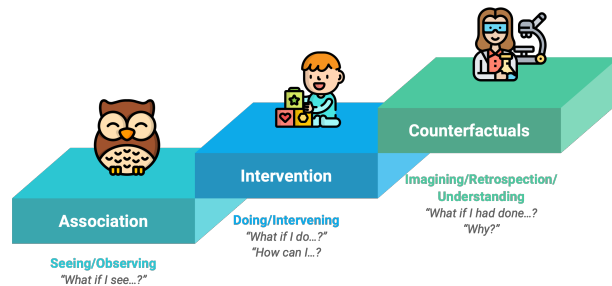 Association
Seeing/Observing
“What if I see…?”
Intervention
Doing/Intervening
“What if I do…?”
“How can I…?
Counterfactuals
Imagining/Retrospection/
Understanding
“What if I had done…?
“Why?”